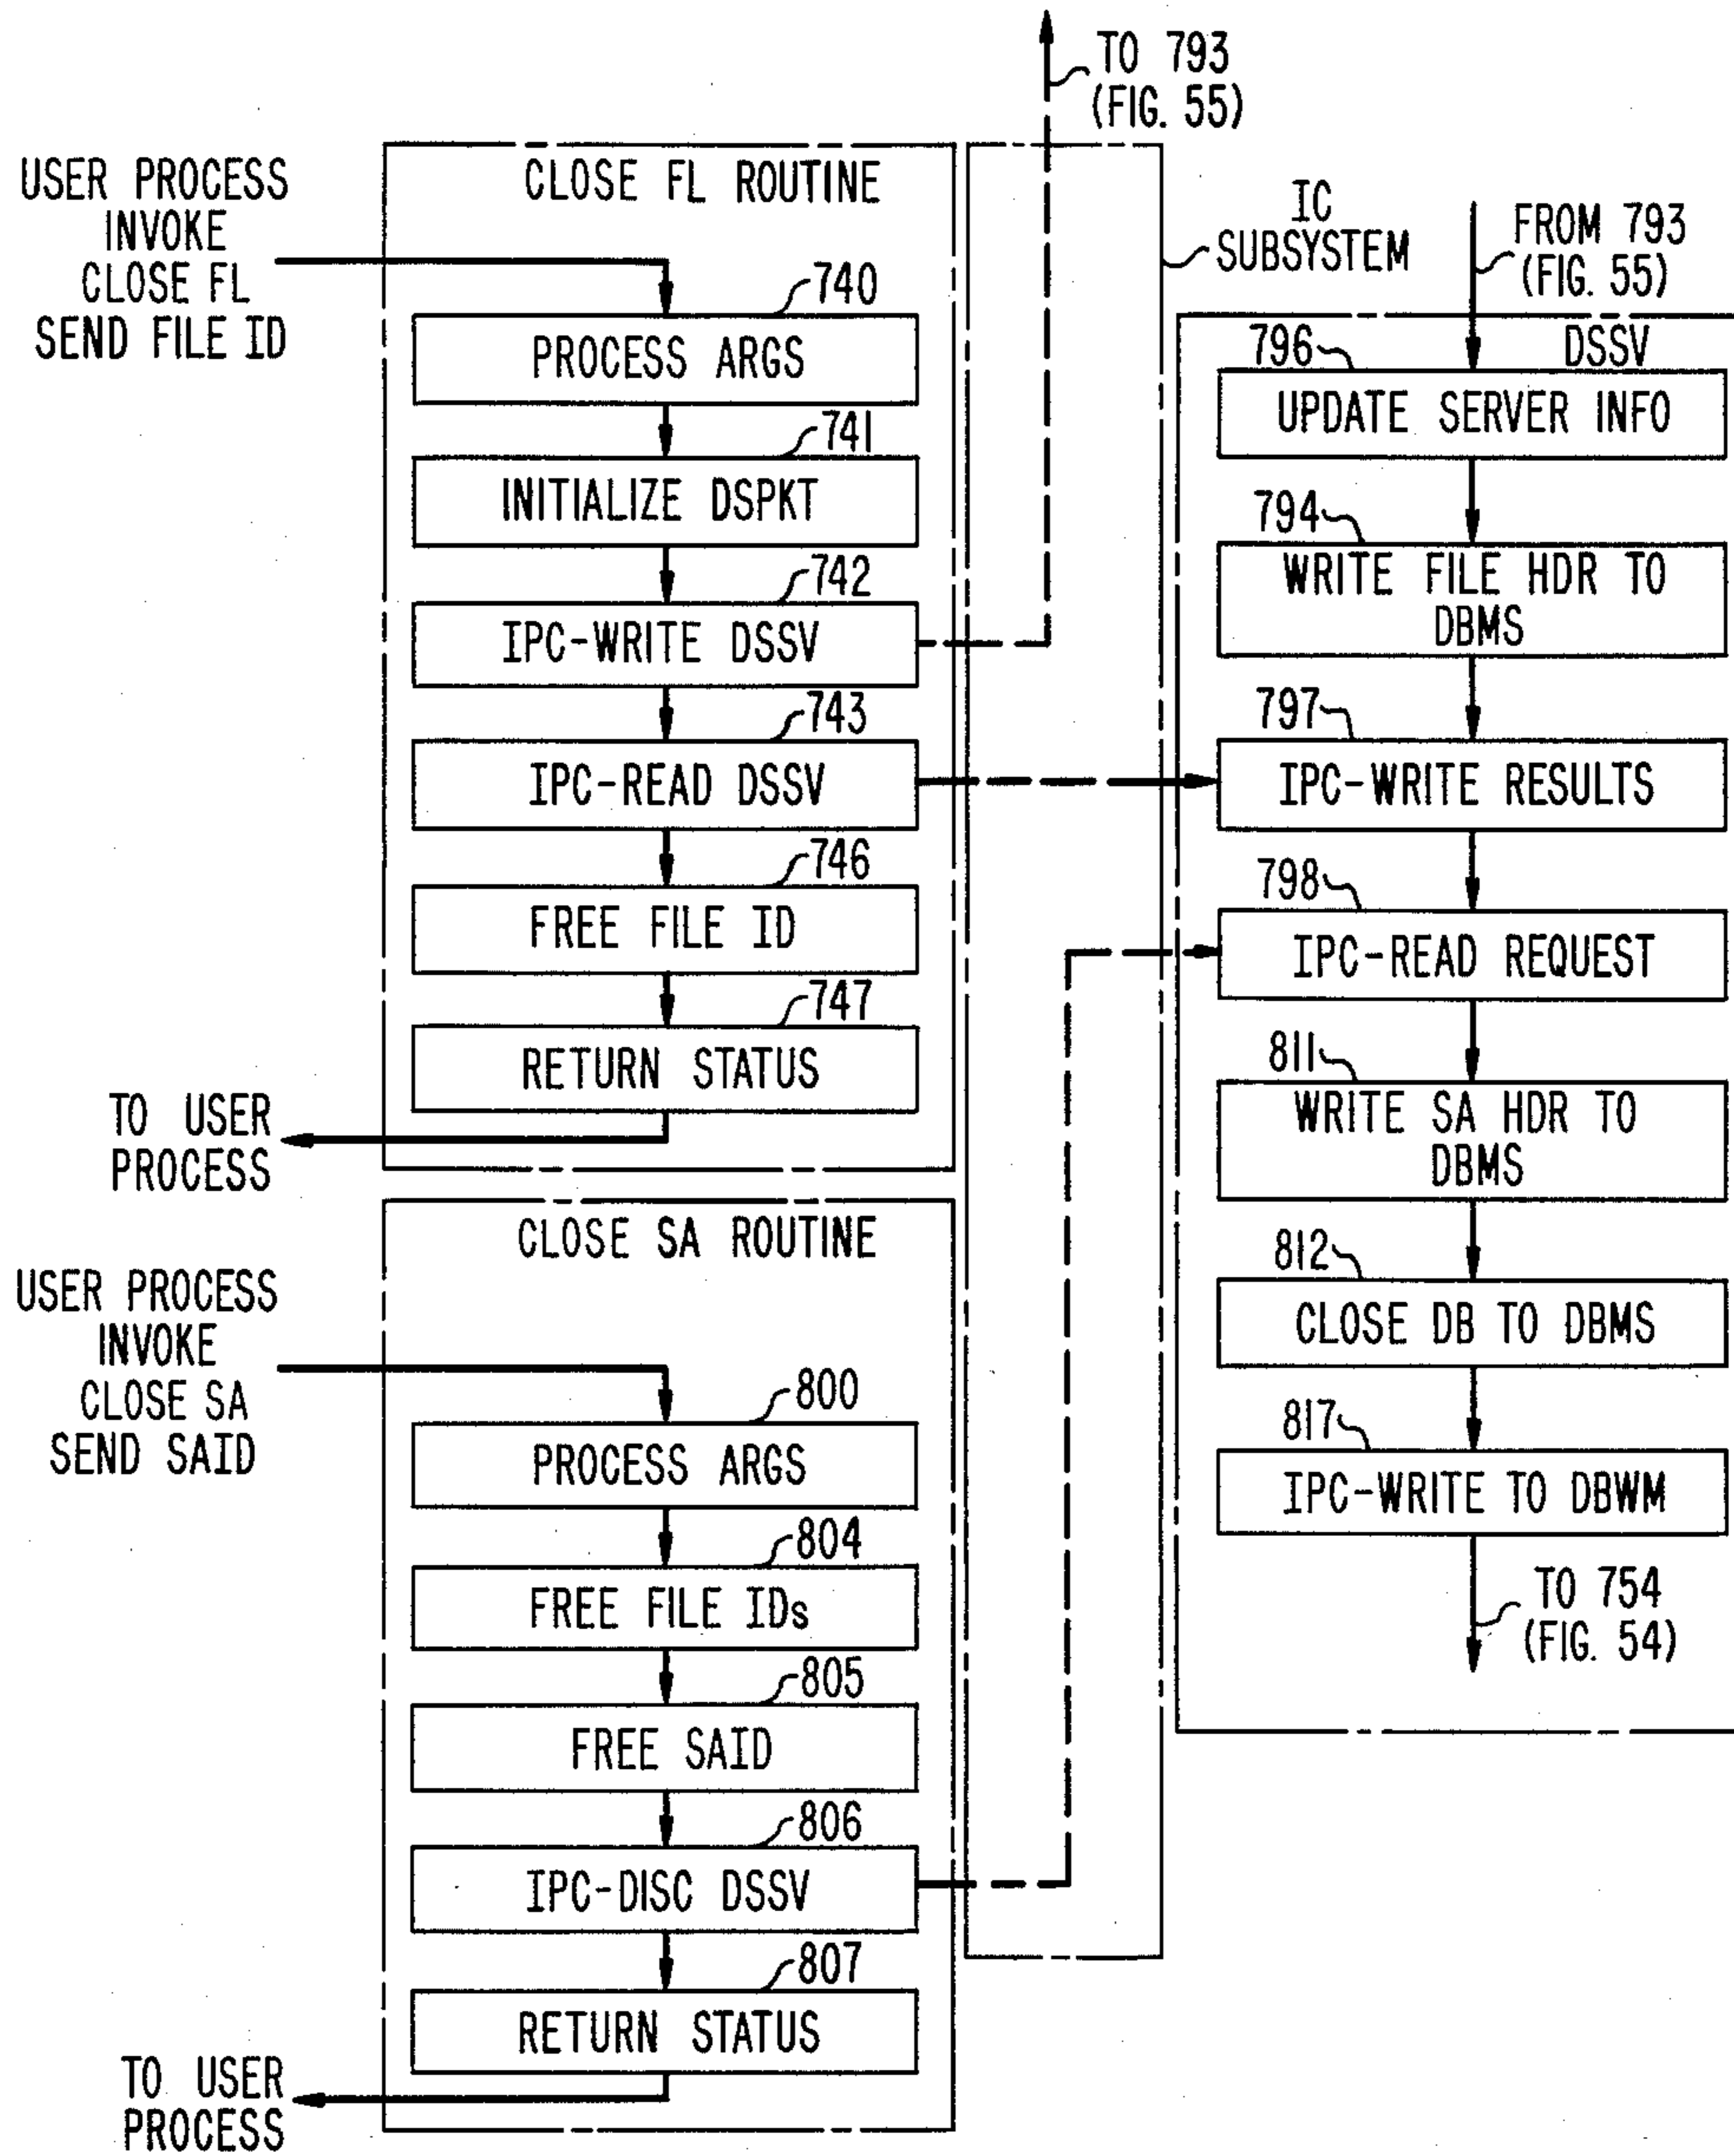 TO 793
(FIG. 55)
USER PROCESS
INVOKE
CLOSE FL
SEND FILE ID
CLOSE FL ROUTINE
740
PROCESS ARGS
741
INITIALIZE DSPKT
742
IPC-WRITE DSSV
743
IPC-READ DSSV
746
FREE FILE ID
747
RETURN STATUS
TO USER
PROCESS
IC
SUBSYSTEM
FROM 793
(FIG. 55)
DSSV
796
UPDATE SERVER INFO
794
WRITE FILE HDR TO
DBMS
797
IPC-WRITE RESULTS
798
IPC-READ REQUEST
811
WRITE SA HDR TO
DBMS
812
CLOSE DB TO DBMS
817
IPC-WRITE TO DBWM
TO 754
(FIG. 54)
CLOSE SA ROUTINE
USER PROCESS
INVOKE
CLOSE SA
SEND SAID
800
PROCESS ARGS
804
FREE FILE IDs
805
FREE SAID
806
IPC-DISC DSSV
807
RETURN STATUS
TO USER
PROCESS